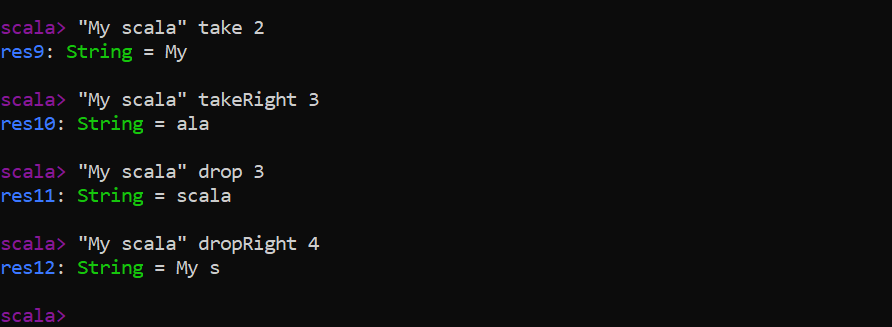 scala> "My scala" take 2
res9: String = My
scala> "My scala" takeRight 3
res10: String = ala
scala> "My scala" drop 3
res11: String = scala
scala> "My scala" dropRight 4
res12: String = My s
scala>